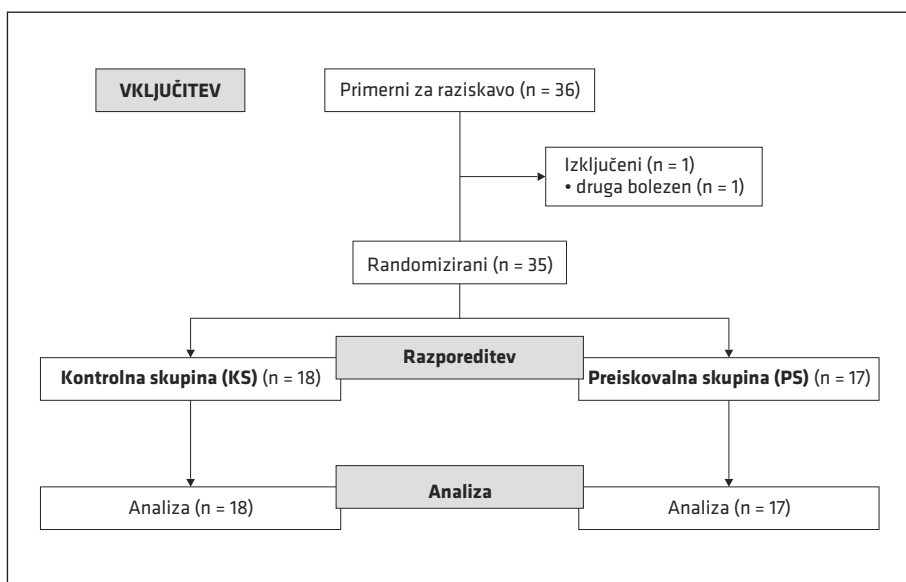 VKLJUČITEV
Primerni za raziskavo (n = 36)
Izključeni (n = 1)
• druga bolezen (n = 1)
Randomizirani (n = 35)
Razporeditev
Kontrolna skupina (KS) (n = 18)
Preiskovalna skupina (PS) (n = 17)
Analiza
Analiza (n = 18)
Analiza (n = 17)